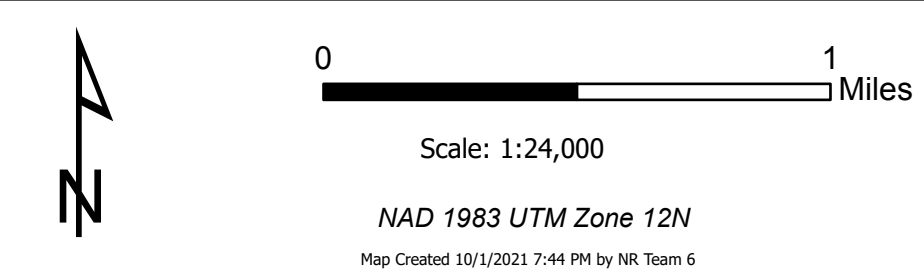 N
0 1
Miles
Scale: 1:24,000
NAD 1983 UTM Zone 12N
Map Created 10/1/2021 7:44 PM by NR Team 6